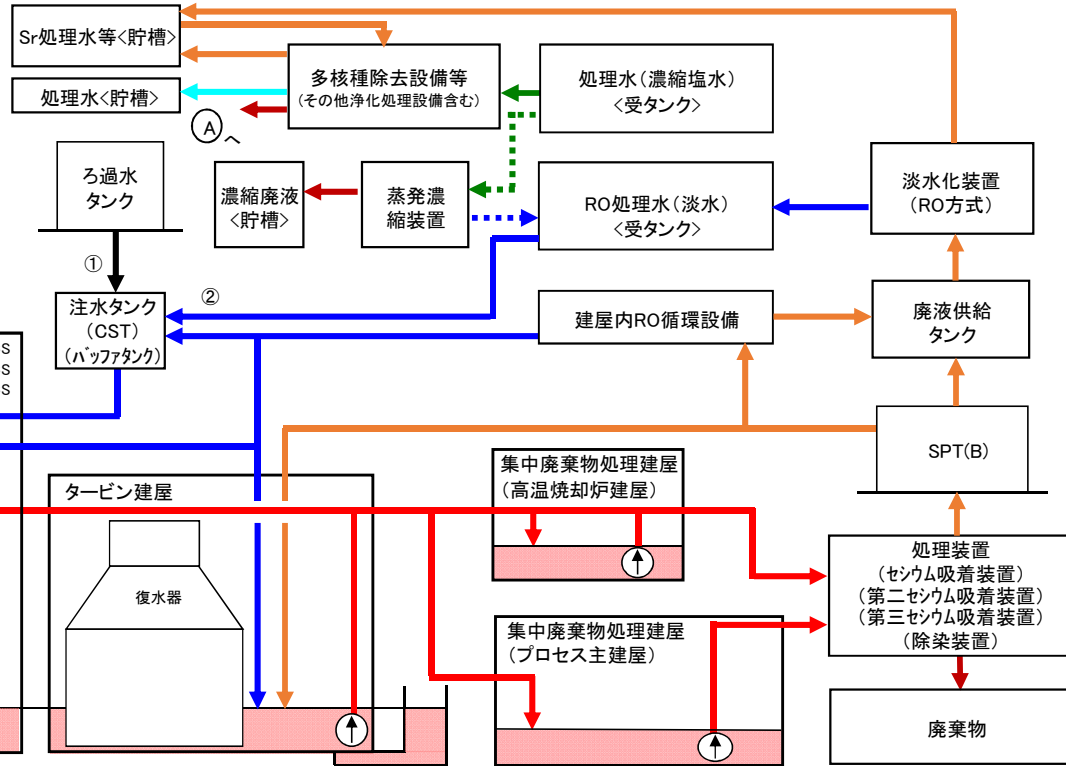 Sr処理水等<貯槽>
処理水<貯槽>
多核種除去設備等
(その他浄化処理設備含む)
処理水(濃縮塩水)
<受タンク>
Aへ
ろ過水
タンク
濃縮廃液
<貯槽>
蒸発濃
縮装置
RO処理水(淡水)
<受タンク>
淡水化装置
(RO方式)
①
②
注水タンク
(CST)
(バッファタンク)
建屋内RO循環設備
廃液供給
タンク
S
S
S
SPT(B)
タービン建屋
復水器
集中廃棄物処理建屋
(高温焼却炉建屋)
集中廃棄物処理建屋
(プロセス主建屋)
処理装置
(セシウム吸着装置)
(第二セシウム吸着装置)
(第三セシウム吸着装置)
(除染装置)
廃棄物